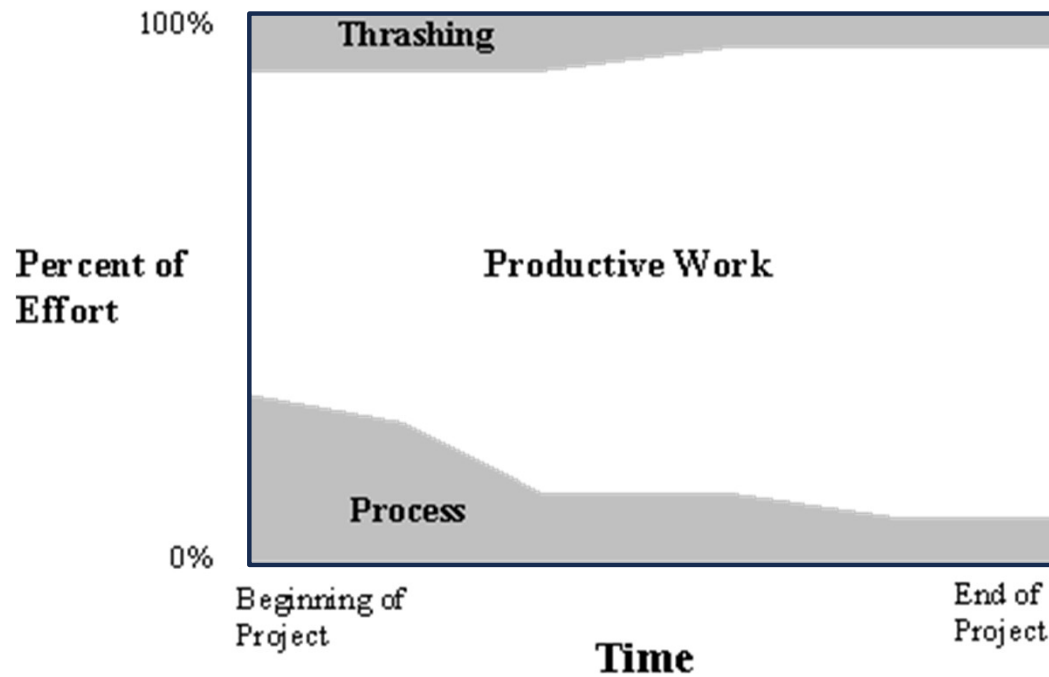 100%
Thrashing
Percent of
Effort
Productive Work
Process
0%
Beginning of
Project
End of
Project
Time